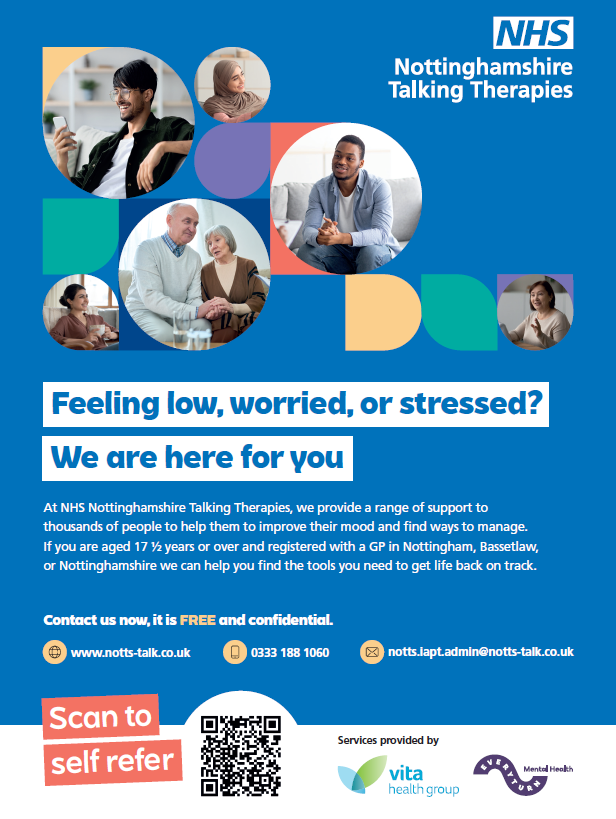 NHS
Nottinghamshire
Talking Therapies
Feeling low, worried, or stressed?
We are here for you
At NHS Nottinghamshire Talking Therapies, we provide a range of support to
thousands of people to help them to improve their mood and find ways to manage.
If you are aged 17 ½ years or over and registered with a GP in Nottingham, Bassetlaw,
or Nottinghamshire we can help you find the tools you need to get life back on track.
Contact us now, it is FREE and confidential.
www.notts-talk.co.uk
0333 188 1060
notts.iapt.admin@notts-talk.co.uk
Scan to
self refer
Services provided by
vita
health group
EVERYTURN
Mental Health